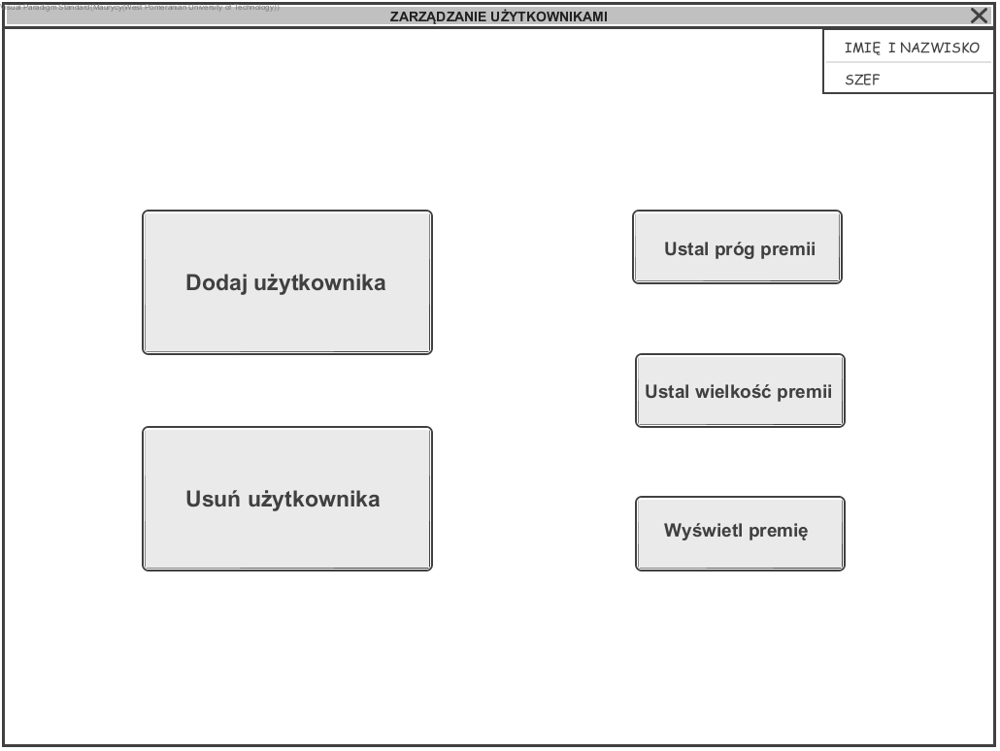 Visual Paradigm Standard(Maurycy(West Pomeranian University of Technology))
ZARZĄDZANIE UŻYTKOWNIKAMI
IMIĘ I NAZWISKO
SZEF
Dodaj użytkownika
Usuń użytkownika
Ustal próg premii
Ustal wielkość premii
Wyświetl premię